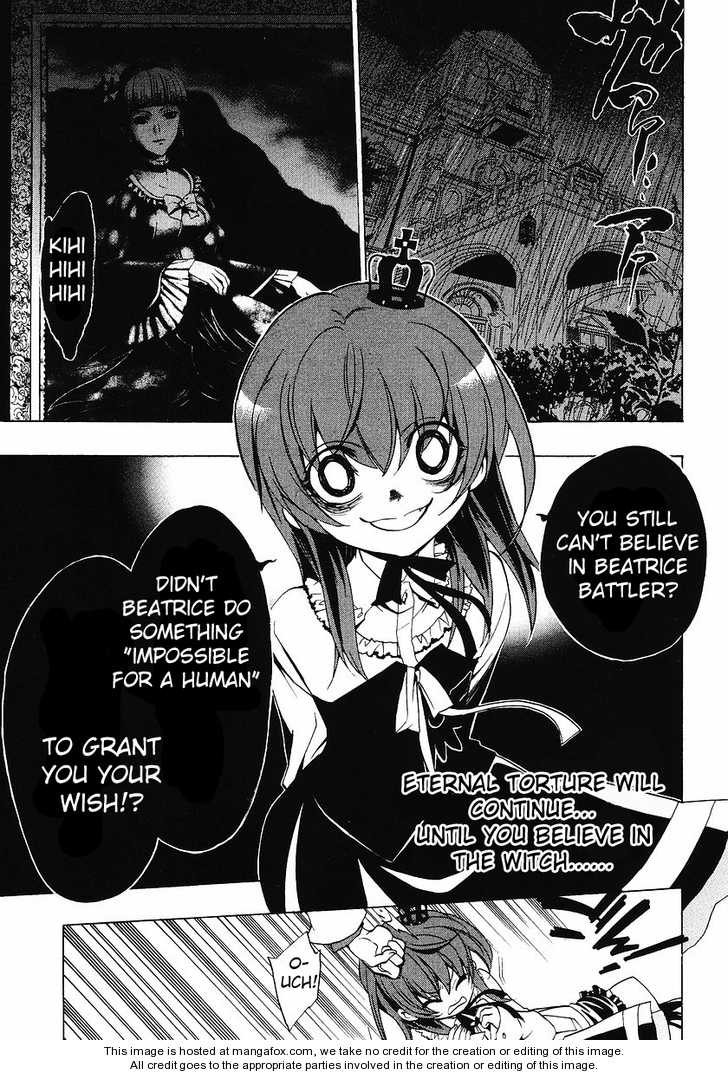 KIHI
HIHI
HIHI
YOU STILL
CAN'T BELIEVE
IN BEATRICE
BATTLER?
DIDN'T
BEATRICE DO
SOMETHING
"IMPOSSIBLE
FOR A HUMAN"
TO GRANT
YOU YOUR
WISH!?
ETERNAL TORTURE WILL
CONTINUE...
UNTIL YOU BELIEVE IN
THE WITCH......
O-
UCH!
This image is hosted at mangafox.com, we take no credit for the creation or editing of this image.
All credit goes to the appropriate parties involved in the creation or editing of this image.